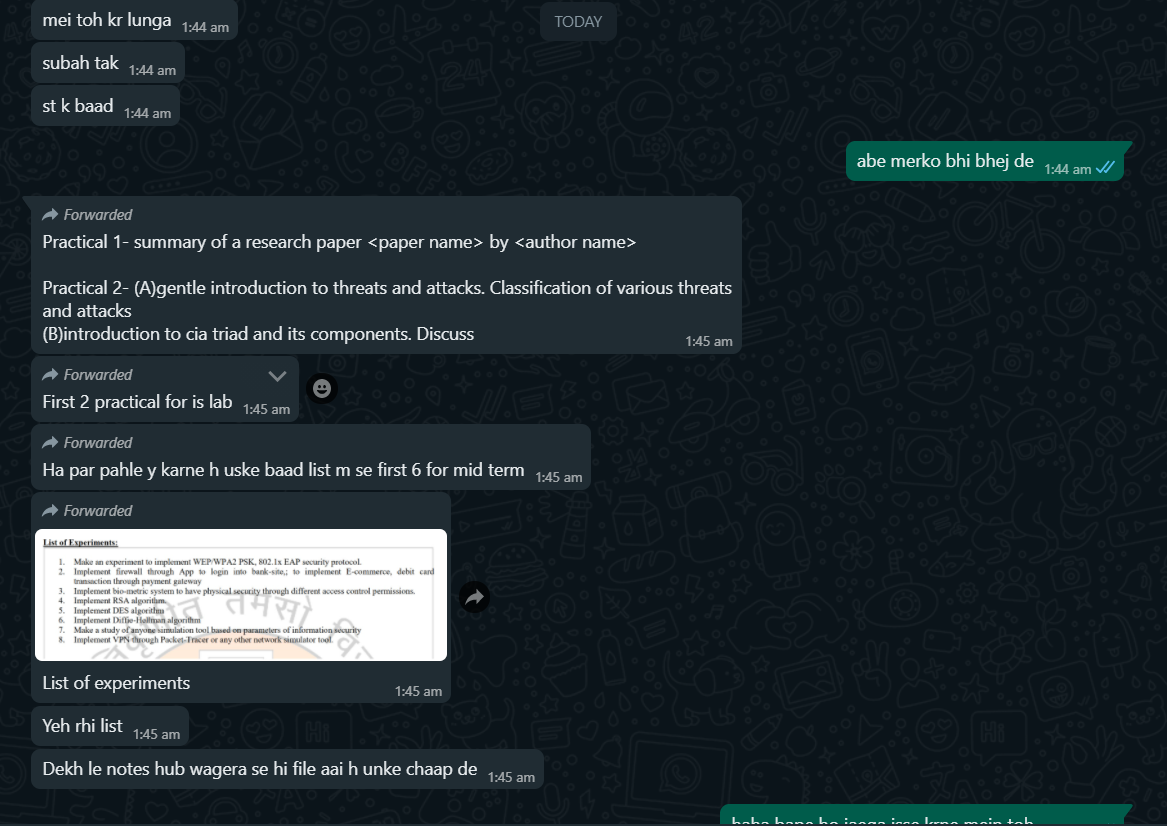 mei toh kr lunga 1:44 am
TODAY
subah tak 1:44 am
st k baad 1:44 am
abe merko bhi bhej de 1:44 am
Forwarded
Practical 1- summary of a research paper <paper name> by <author name>
Practical 2- (A)gentle introduction to threats and attacks. Classification of various threats
and attacks
(B)introduction to cia triad and its components. Discuss 1:45 am
Forwarded
First 2 practical for is lab 1:45 am
Forwarded
Ha par pahle y karne h uske baad list m se first 6 for mid term 1:45 am
Forwarded
List of Experiments:
1. Make an experiment to implement WEP/WPA2 PSK, 802.1x EAP security protocol.
2. Implement firewall through App to login into bank-site,; to implement E-commerce, debit card
transaction through payment gateway
3. Implement bio-metric system to have physical security through different access control permissions.
4. Implement RSA algorithm.
5. Implement DES algorithm
6. Implement Diffie-Hellman algorithm
7. Make a study of anyone simulation tool based on parameters of information security
8. Implement VPN through Packet-Tracer or any other network simulator tool.
List of experiments 1:45 am
Yeh rhi list 1:45 am
Dekh le notes hub wagera se hi file aai h unke chaap de 1:45 am